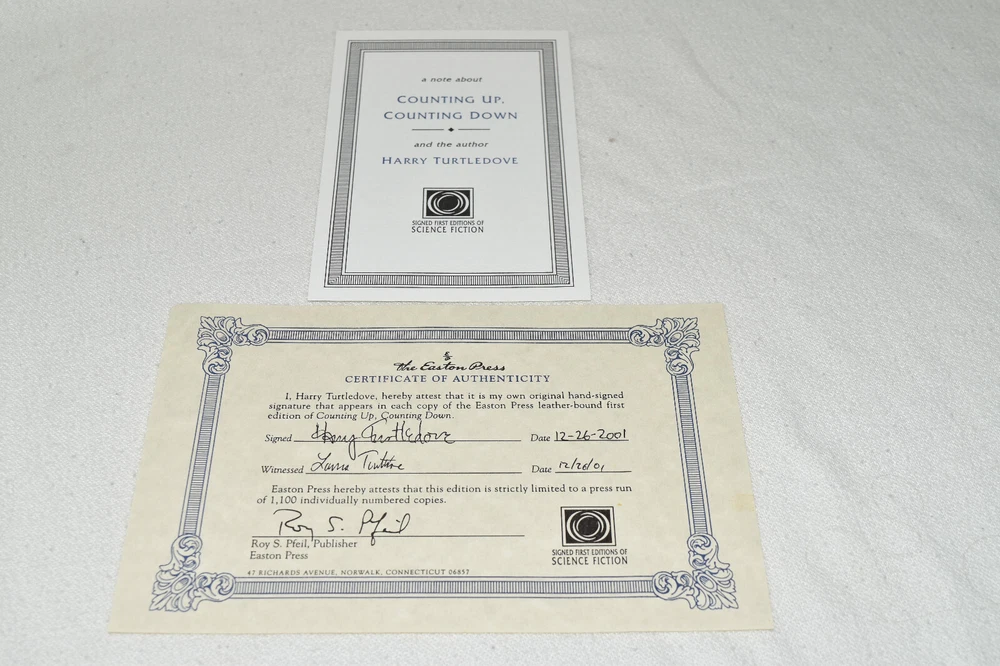 a note about
COUNTING UP,
COUNTING DOWN
and the author
HARRY TURTLEDOVE
SIGNED FIRST EDITIONS OF
SCIENCE FICTION
The Easton Press
CERTIFICATE OF AUTHENTICITY
I, Harry Turtledove, hereby attest that it is my own original hand-signed
signature that appears in each copy of the Easton Press leather-bound first
edition of Counting Up, Counting Down.
Signed Harry Turtledove Date 12-26-2001
Witnessed Date 12/26/01
Easton Press hereby attests that this edition is strictly limited to a press run
of 1,100 individually numbered copies.
Roy S. Pfeil
Roy S. Pfeil, Publisher
Easton Press
SIGNED FIRST EDITIONS OF
SCIENCE FICTION
47 RICHARDS AVENUE, NORWALK, CONNECTICUT 06857